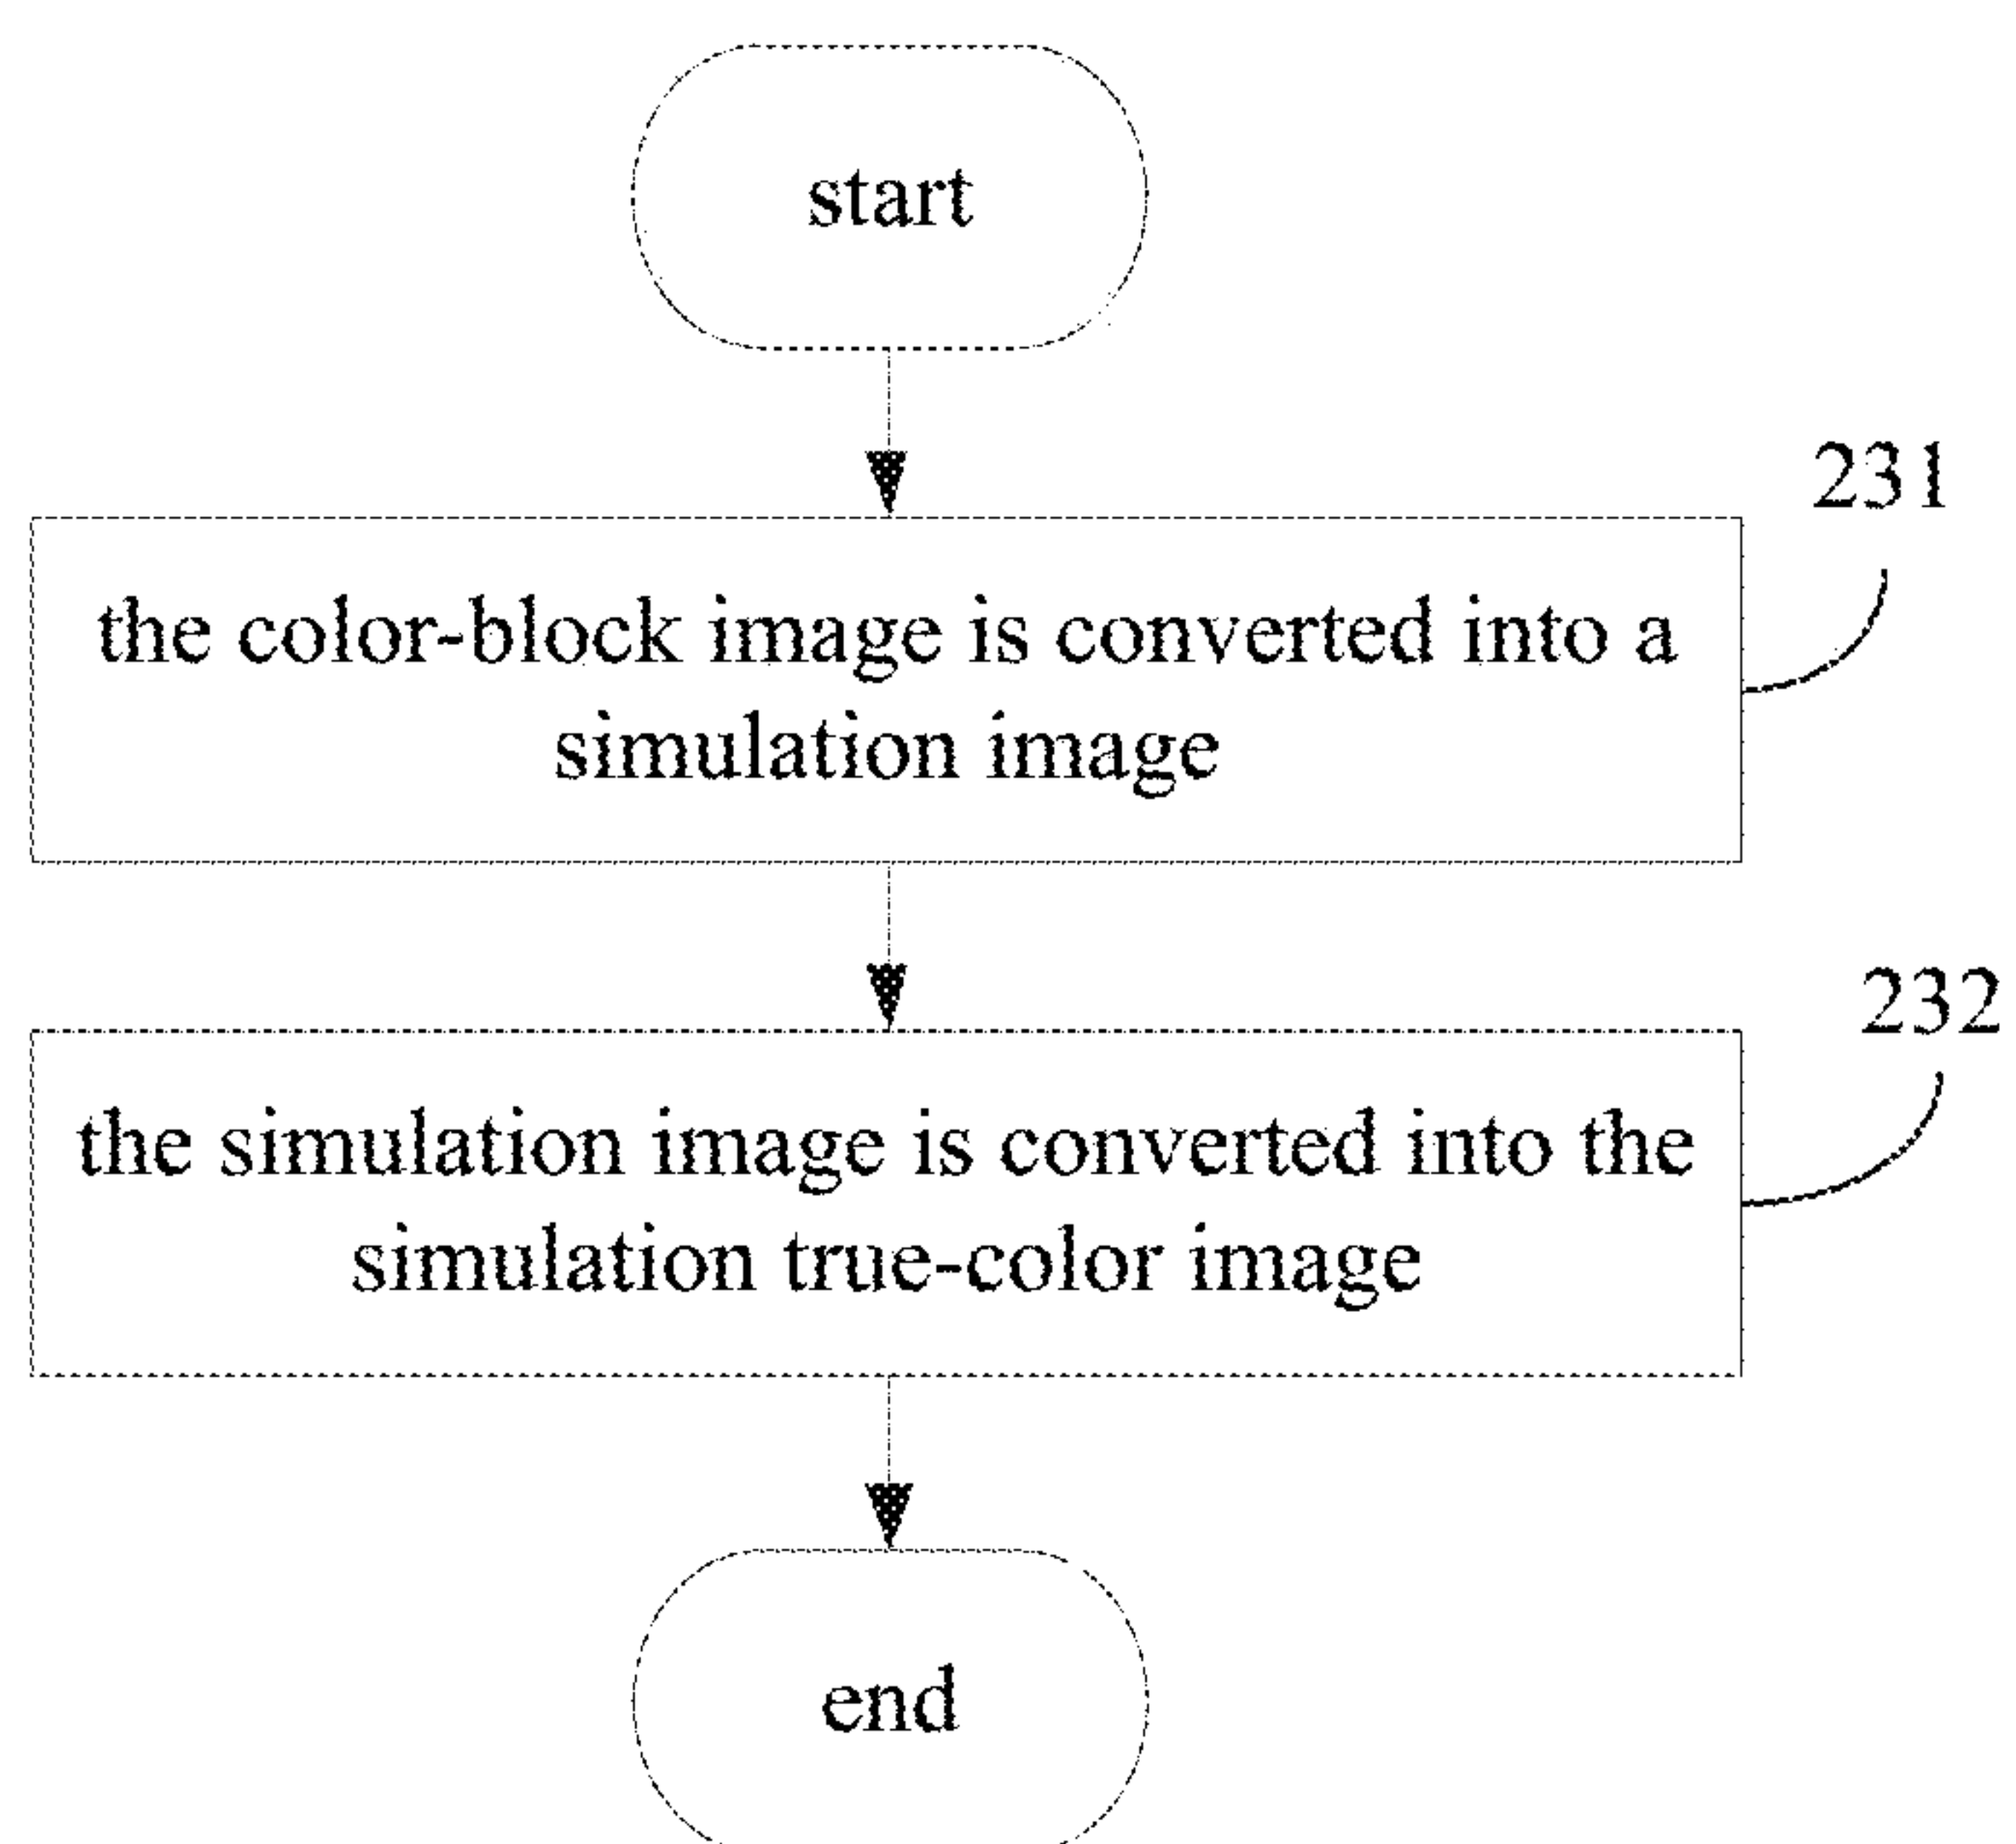 start
231
the color-block image is converted into a
simulation image
232
the simulation image is converted into the
simulation true-color image
end